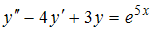 y″ − 4y′ + 3y = e^{5x}